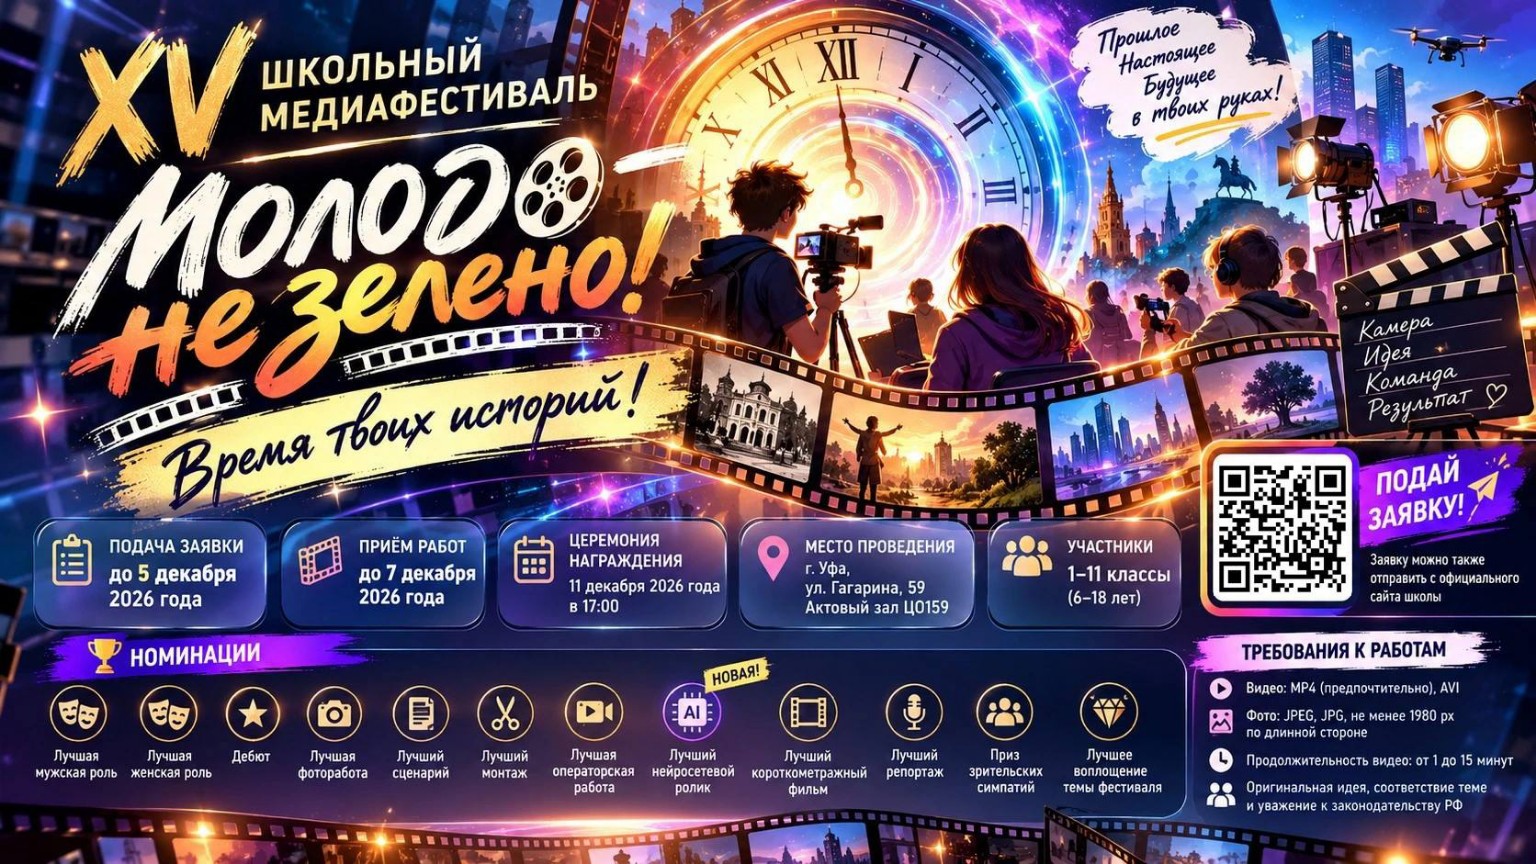 XV
ШКОЛЬНЫЙ
МЕДИАФЕСТИВАЛЬ
Молодо -
не зелено!
Время твоих историй!
XI
XII
I
X
II
III
Прошлое
Настоящее
Будущее
в твоих руках!
Камера
Идея
Команда
Результат
ПОДАЙ
ЗАЯВКУ!
Заявку можно также
отправить с официального
сайта школы
ПОДАЧА ЗАЯВКИ
до 5 декабря
2026 года
ПРИЁМ РАБОТ
до 7 декабря
2026 года
ЦЕРЕМОНИЯ
НАГРАЖДЕНИЯ
11 декабря 2026 года
в 17:00
МЕСТО ПРОВЕДЕНИЯ
г. Уфа,
ул. Гагарина, 59
Актовый зал ЦО159
УЧАСТНИКИ
1–11 классы
(6–18 лет)
НОМИНАЦИИ
Лучшая
мужская роль
Лучшая
женская роль
Дебют
Лучшая
фоторабота
Лучший
сценарий
Лучший
монтаж
Лучшая
операторская
работа
НОВАЯ!
AI
Лучший
нейросетевой
ролик
Лучший
короткометражный
фильм
Лучший
репортаж
Приз
зрительских
симпатий
Лучшее
воплощение
темы фестиваля
ТРЕБОВАНИЯ К РАБОТАМ
Видео: MP4 (предпочтительно), AVI
Фото: JPEG, JPG, не менее 1980 px
по длинной стороне
Продолжительность видео: от 1 до 15 минут
Оригинальная идея, соответствие теме
и уважение к законодательству РФ